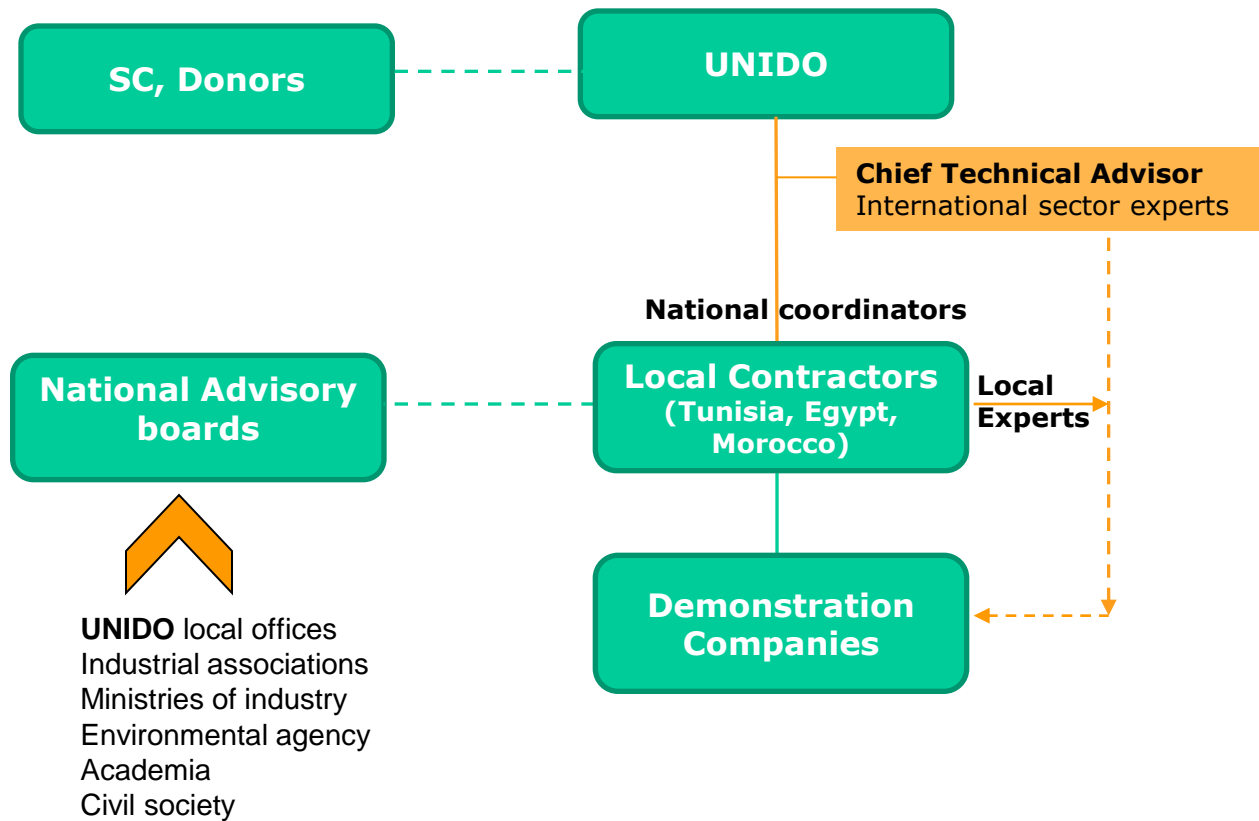 SC, Donors
UNIDO
Chief Technical Advisor
International sector experts
National coordinators
National Advisory
boards
Local Contractors
(Tunisia, Egypt,
Morocco)
Local
Experts
Demonstration
Companies
UNIDO local offices
Industrial associations
Ministries of industry
Environmental agency
Academia
Civil society